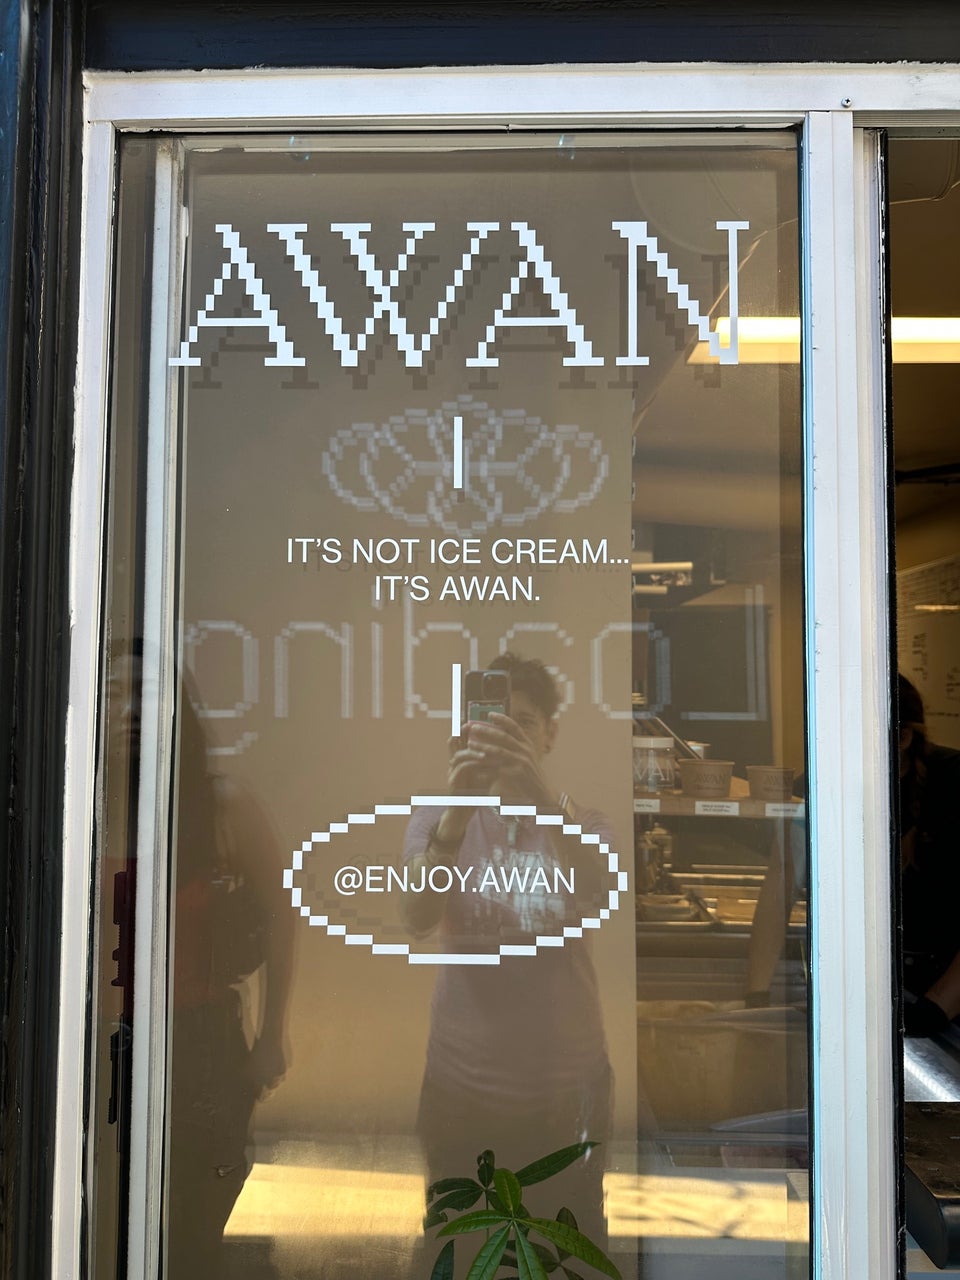 AWAN
IT'S NOT ICE CREAM...
IT'S AWAN.
@ENJOY.AWAN